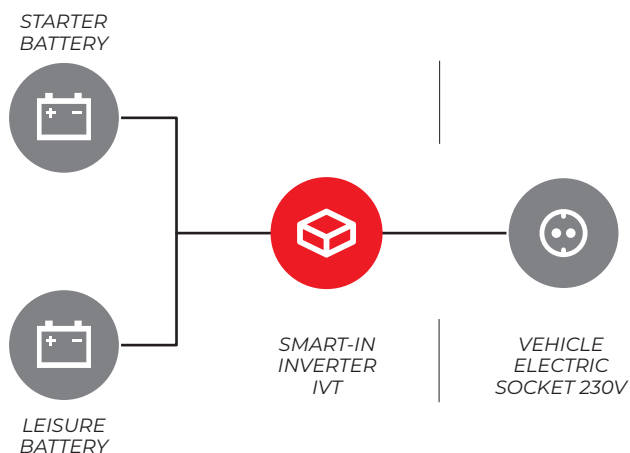 STARTER
BATTERY
SMART-IN
INVERTER
IVT
VEHICLE
ELECTRIC
SOCKET 230V
LEISURE
BATTERY